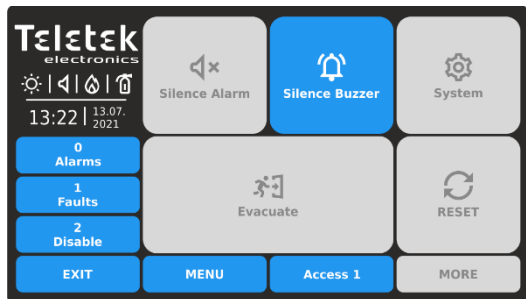 Teletek
electronics
13:22
13.07.
2021
Silence Alarm
Silence Buzzer
System
0
Alarms
1
Faults
2
Disable
Evacuate
RESET
EXIT
MENU
Access 1
MORE